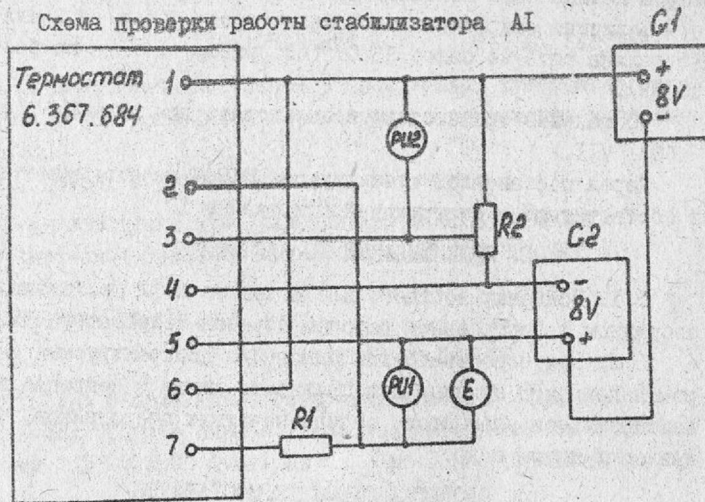 Схема проверки работы стабилизатора А1
G1
Термостат
6.367.684
1
+
8V
-
PU2
2
3
R2
G2
4
-
8V
+
5
PU1
E
6
R1
7